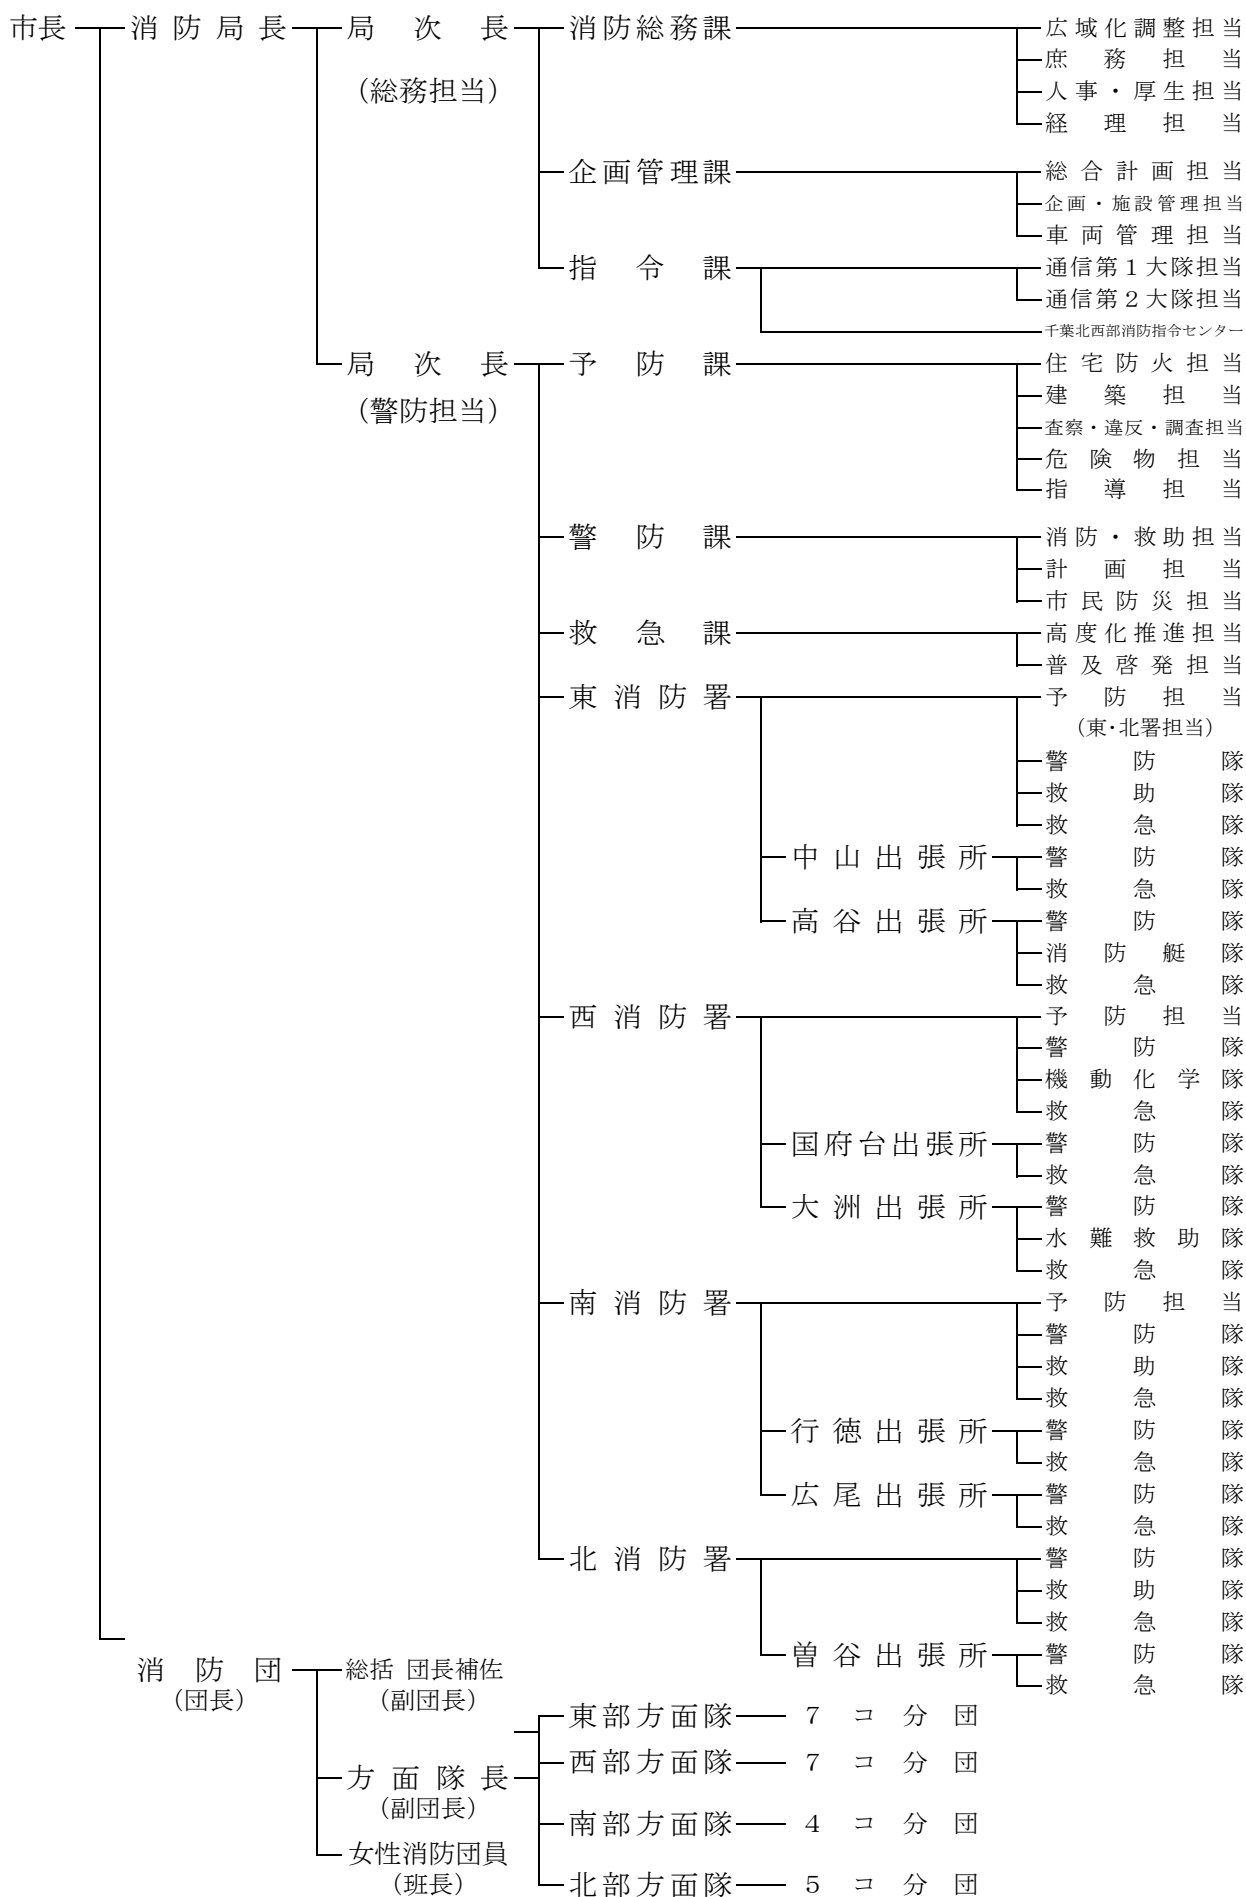 市長 消防局長 局次長 消防総務課 広域化調整担当
庶務担当
(総務担当) 人事・厚生担当
経理担当
企画管理課 総合計画担当
企画・施設管理担当
車両管理担当
指令課 通信第1大隊担当
通信第2大隊担当
千葉北西部消防指令センター
局次長 予防課 住宅防火担当
(警防担当) 建築担当
査察・違反・調査担当
危険物担当
指導担当
警防課 消防・救助担当
計画担当
市民防災担当
救急課 高度化推進担当
普及啓発担当
東消防署 予防担当
(東・北署担当)
警防隊
救助隊
救急隊
中山出張所 警防隊
救急隊
高谷出張所 警防隊
消防艇隊
救急隊
西消防署 予防担当
警防隊
機動化学隊
救急隊
国府台出張所 警防隊
救急隊
大洲出張所 警防隊
水難救助隊
救急隊
南消防署 予防担当
警防隊
救助隊
救急隊
行徳出張所 警防隊
救急隊
広尾出張所 警防隊
救急隊
北消防署 警防隊
救助隊
救急隊
曽谷出張所 警防隊
救急隊
消防団 総括 団長補佐
(団長) (副団長)
東部方面隊 7コ分団
西部方面隊 7コ分団
方面隊長
(副団長)
南部方面隊 4コ分団
女性消防団員
(班長) 北部方面隊 5コ分団